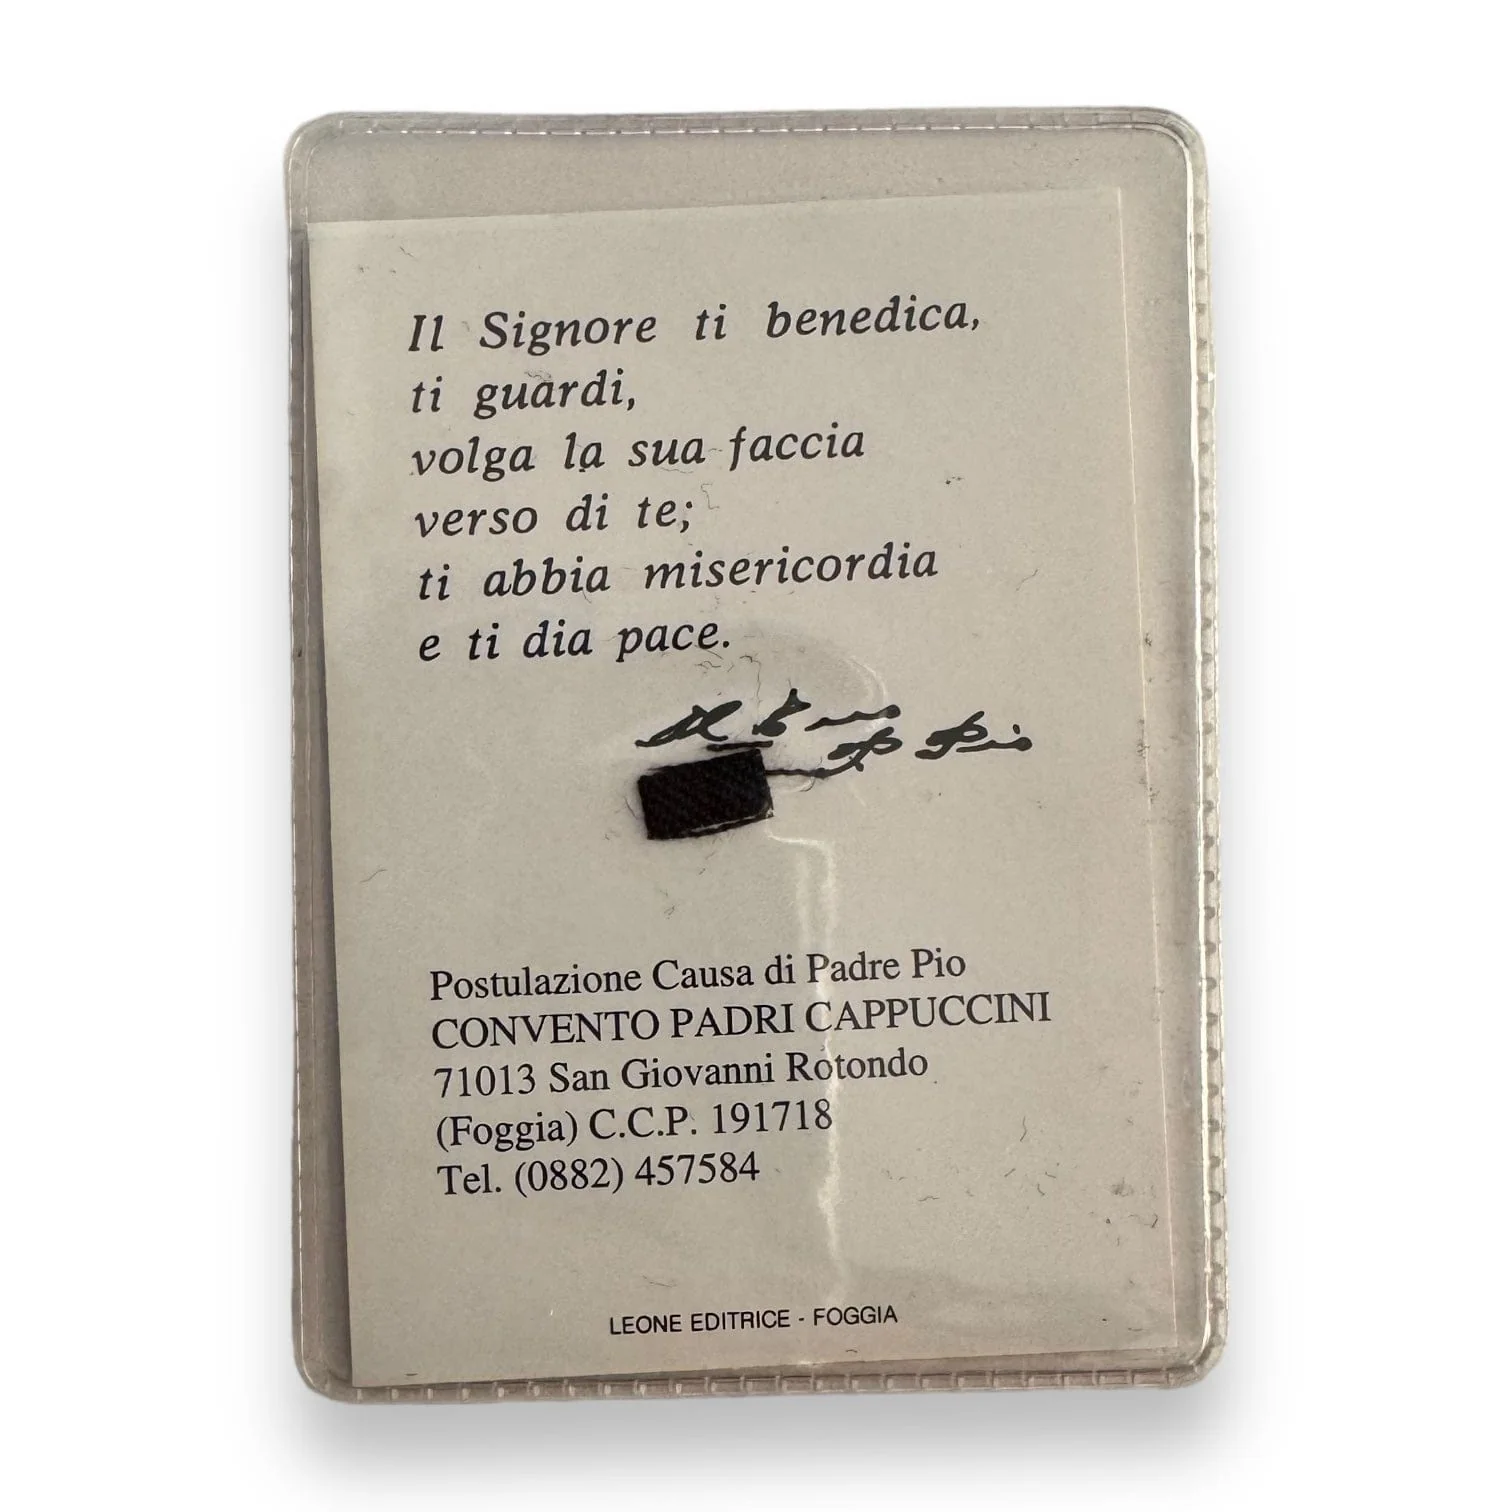 Il Signore ti benedica,
ti guardi,
volga la sua faccia
verso di te;
ti abbia misericordia
e ti dia pace.
P Pio
Postulazione Causa di Padre Pio
CONVENTO PADRI CAPPUCCINI
71013 San Giovanni Rotondo
(Foggia) C.C.P. 191718
Tel. (0882) 457584
LEONE EDITRICE - FOGGIA